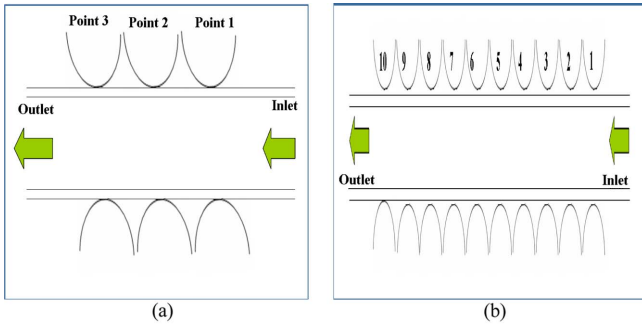 Point 3 Point 2 Point 1
Outlet
Inlet
(a)
10 9 8 7 6 5 4 3 2 1
Outlet
Inlet
(b)